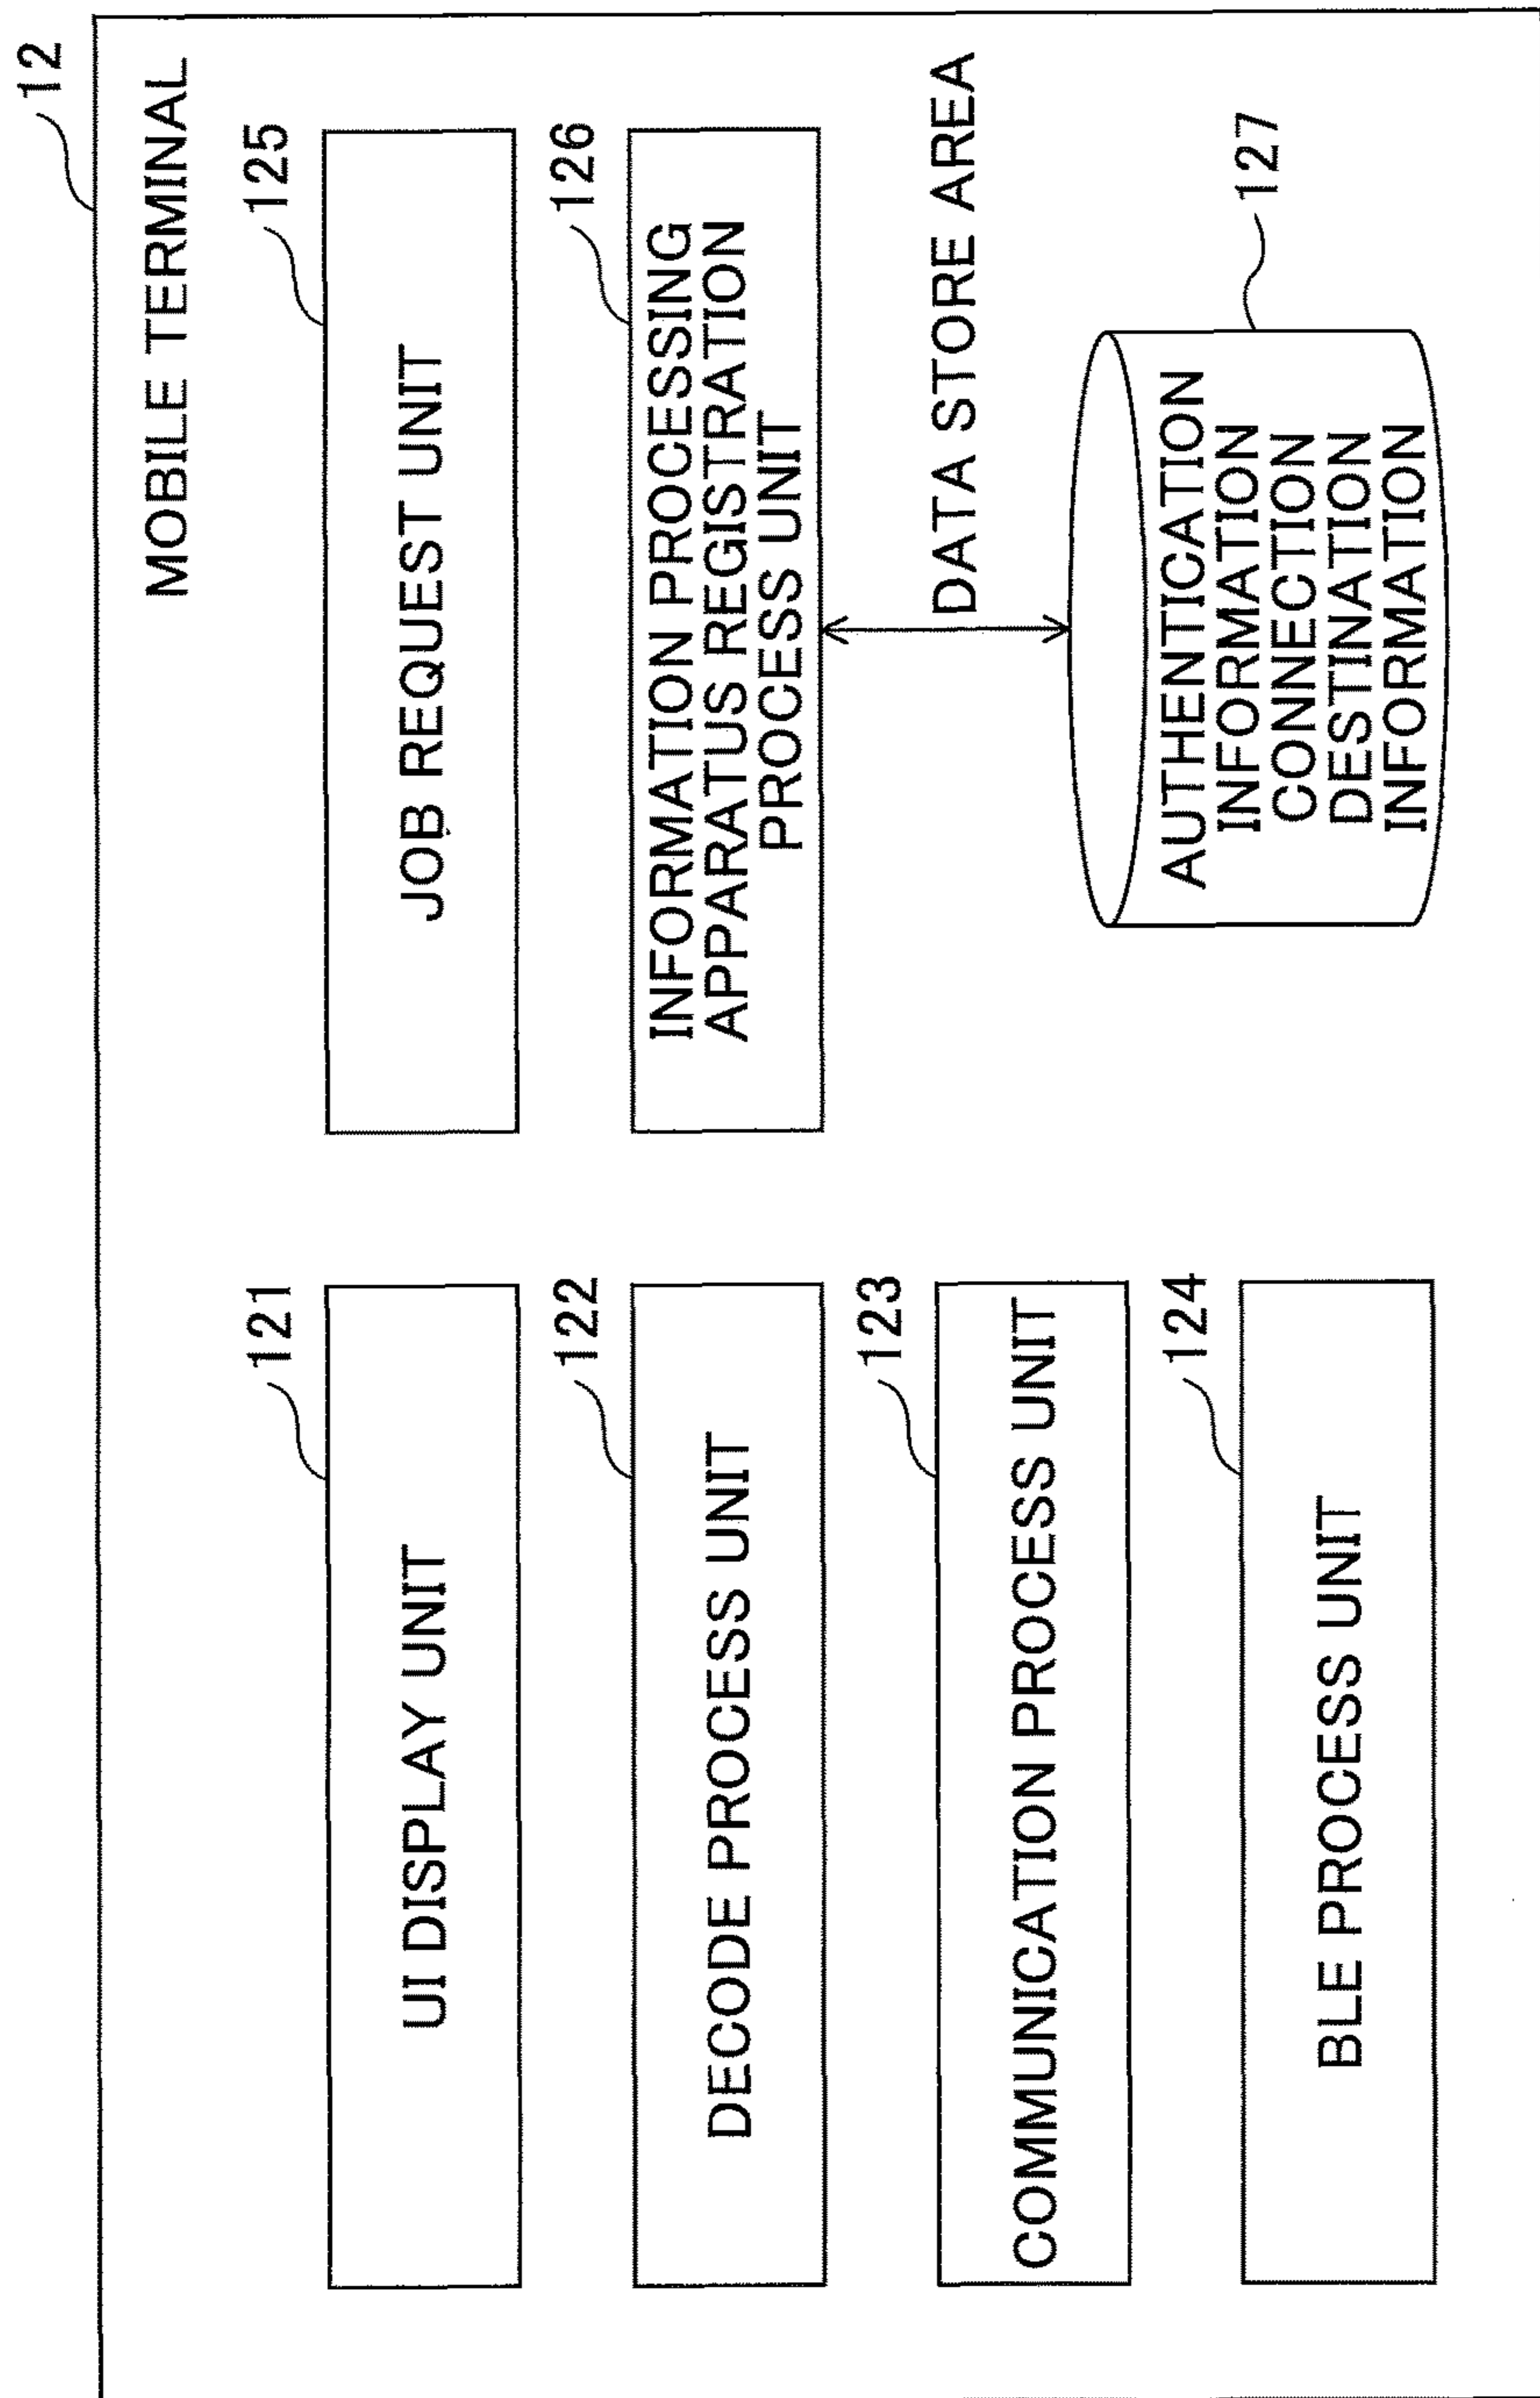 12
MOBILE TERMINAL
121
UI DISPLAY UNIT
122
DECODE PROCESS UNIT
123
COMMUNICATION PROCESS UNIT
124
BLE PROCESS UNIT
125
JOB REQUEST UNIT
126
INFORMATION PROCESSING
APPARATUS REGISTRATION
PROCESS UNIT
DATA STORE AREA
127
AUTHENTICATION
INFORMATION
CONNECTION
DESTINATION
INFORMATION